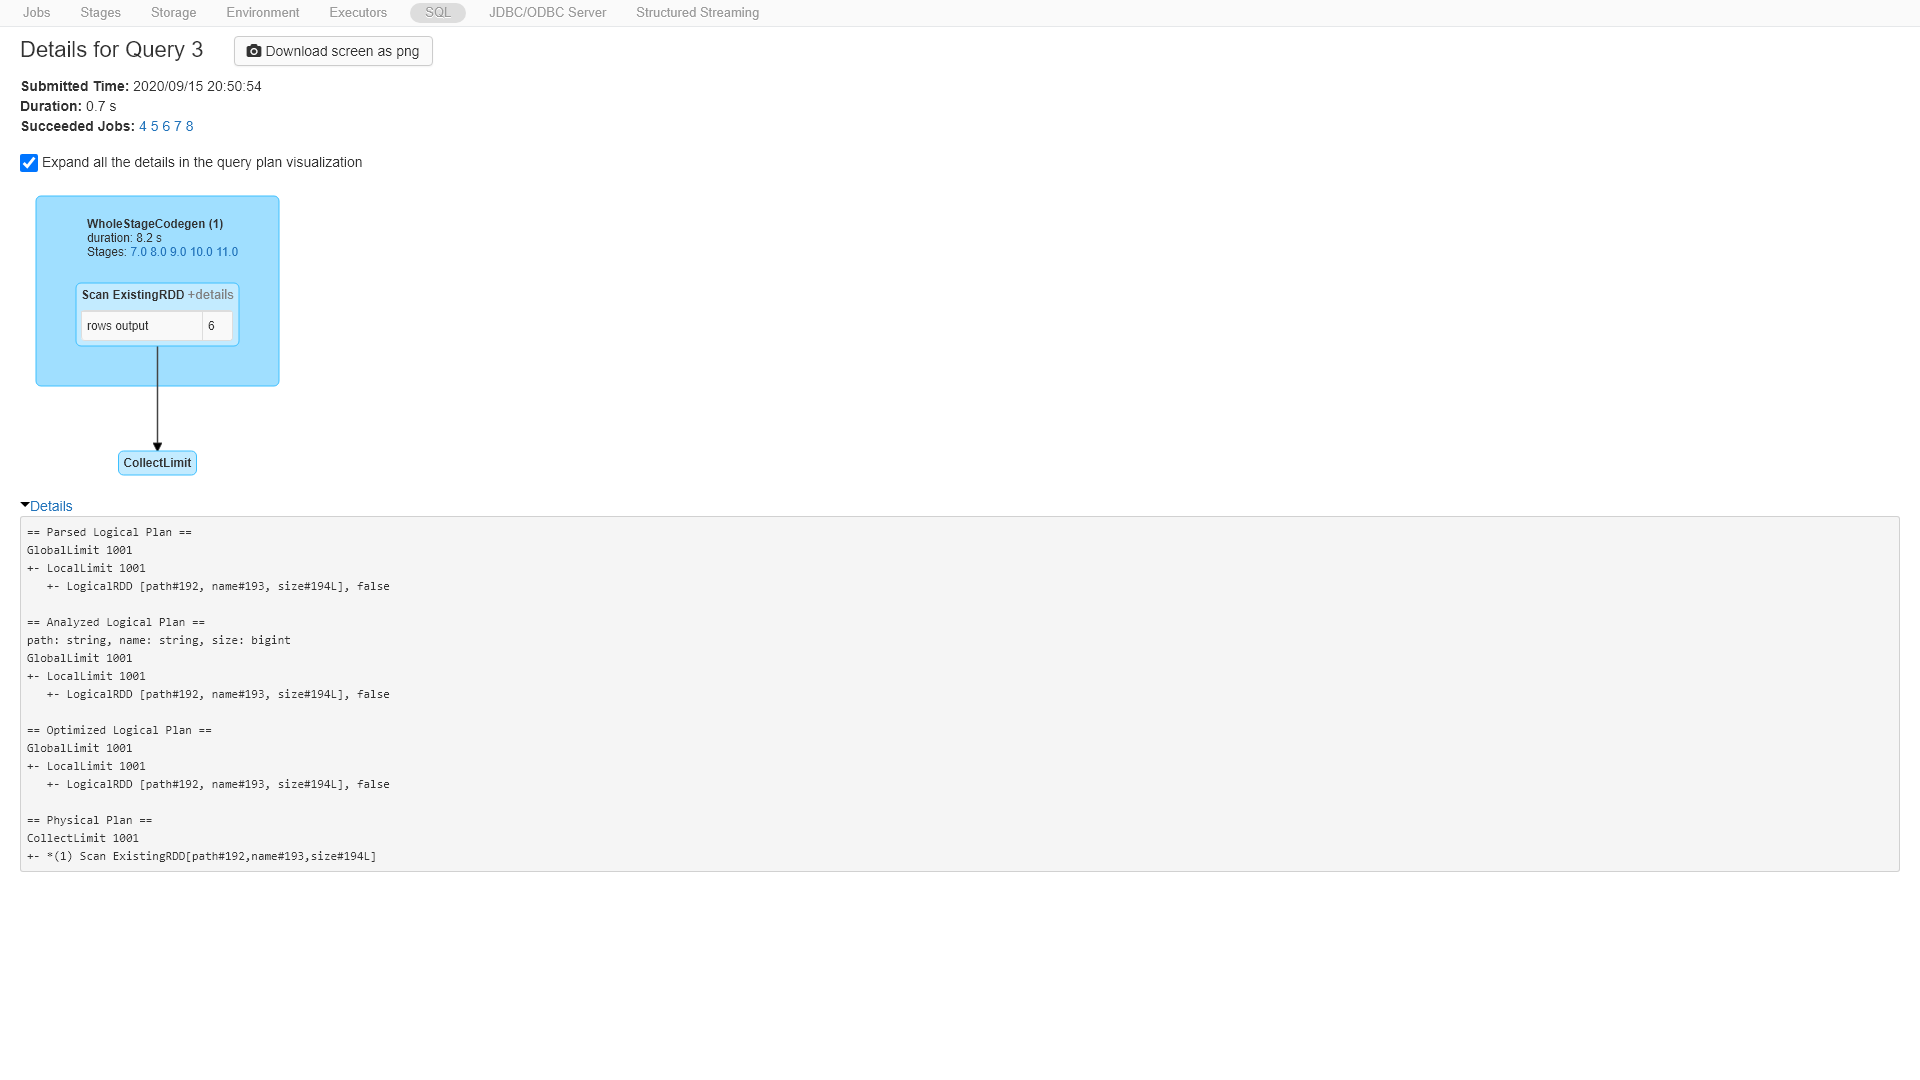 Jobs Stages Storage Environment Executors SQL JDBC/ODBC Server Structured Streaming
Details for Query 3 Download screen as png
Submitted Time: 2020/09/15 20:50:54
Duration: 0.7 s
Succeeded Jobs: 4 5 6 7 8
Expand all the details in the query plan visualization
WholeStageCodegen (1)
duration: 8.2 s
Stages: 7.0 8.0 9.0 10.0 11.0
Scan ExistingRDD +details
rows output 6
CollectLimit
Details
== Parsed Logical Plan ==
GlobalLimit 1001
+- LocalLimit 1001
   +- LogicalRDD [path#192, name#193, size#194L], false

== Analyzed Logical Plan ==
path: string, name: string, size: bigint
GlobalLimit 1001
+- LocalLimit 1001
   +- LogicalRDD [path#192, name#193, size#194L], false

== Optimized Logical Plan ==
GlobalLimit 1001
+- LocalLimit 1001
   +- LogicalRDD [path#192, name#193, size#194L], false

== Physical Plan ==
CollectLimit 1001
+- *(1) Scan ExistingRDD[path#192,name#193,size#194L]